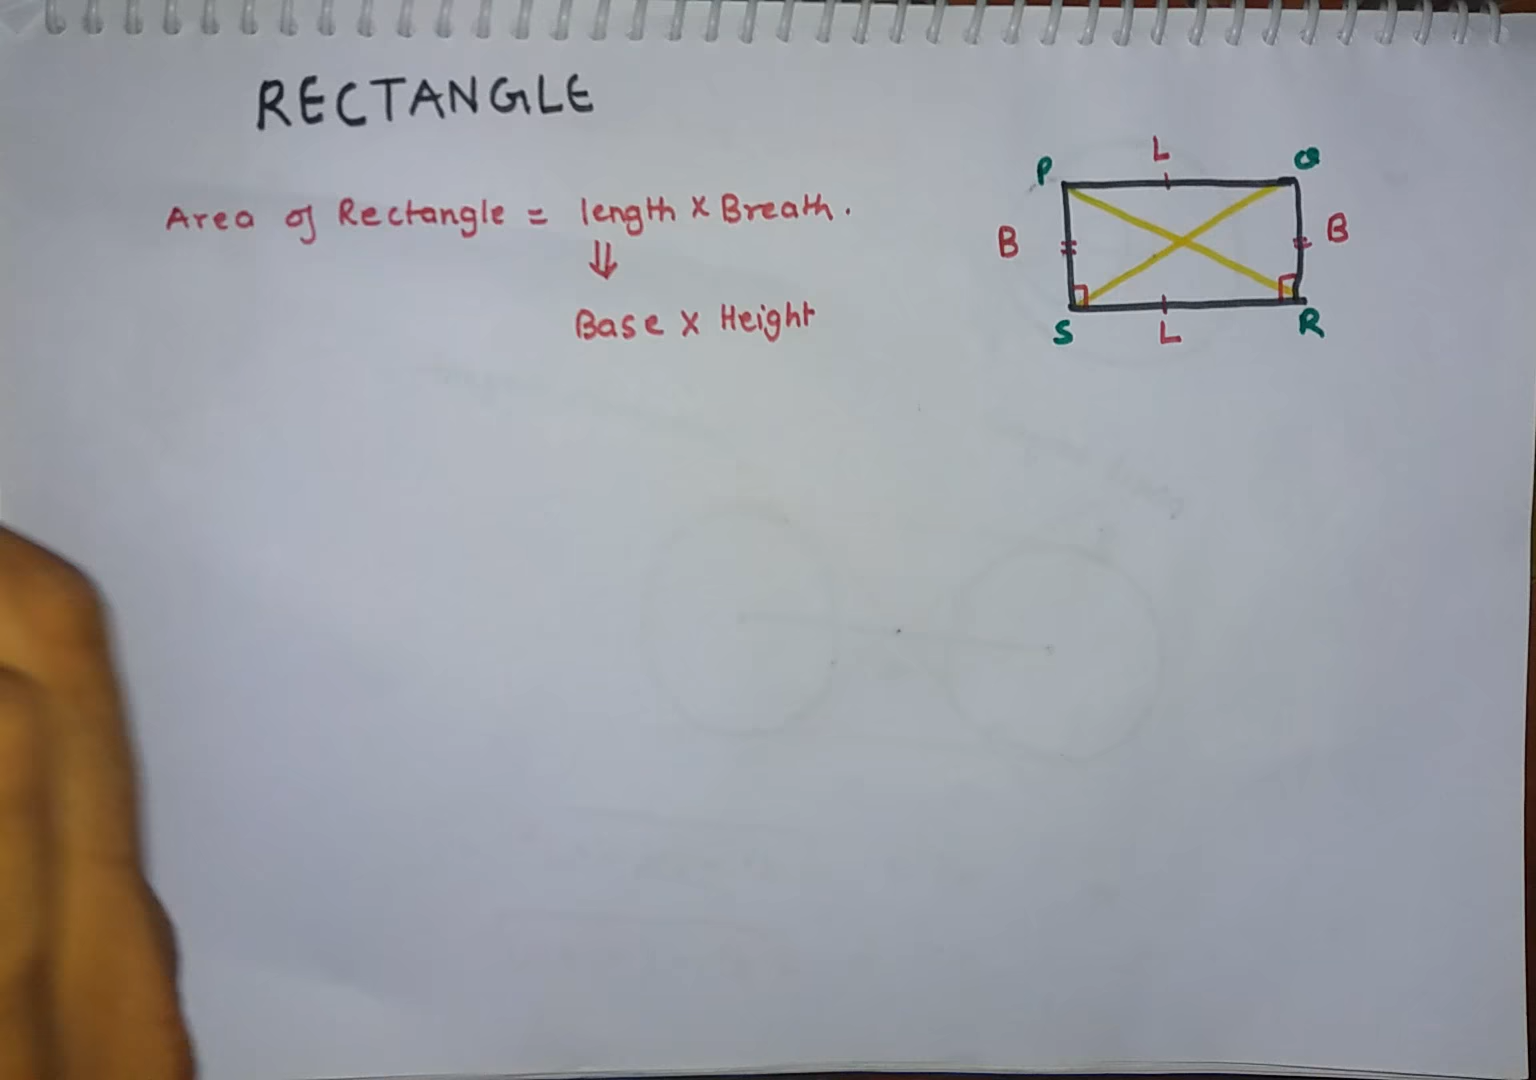 RECTANGLE
Area of Rectangle = length x Breath.
⇓
Base x Height
P L Q
B B
S L R